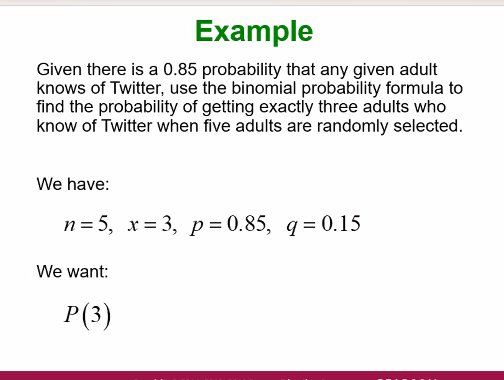 Example
Given there is a 0.85 probability that any given adult
knows of Twitter, use the binomial probability formula to
find the probability of getting exactly three adults who
know of Twitter when five adults are randomly selected.
We have:
n = 5, x = 3, p = 0.85, q = 0.15
We want:
P(3)